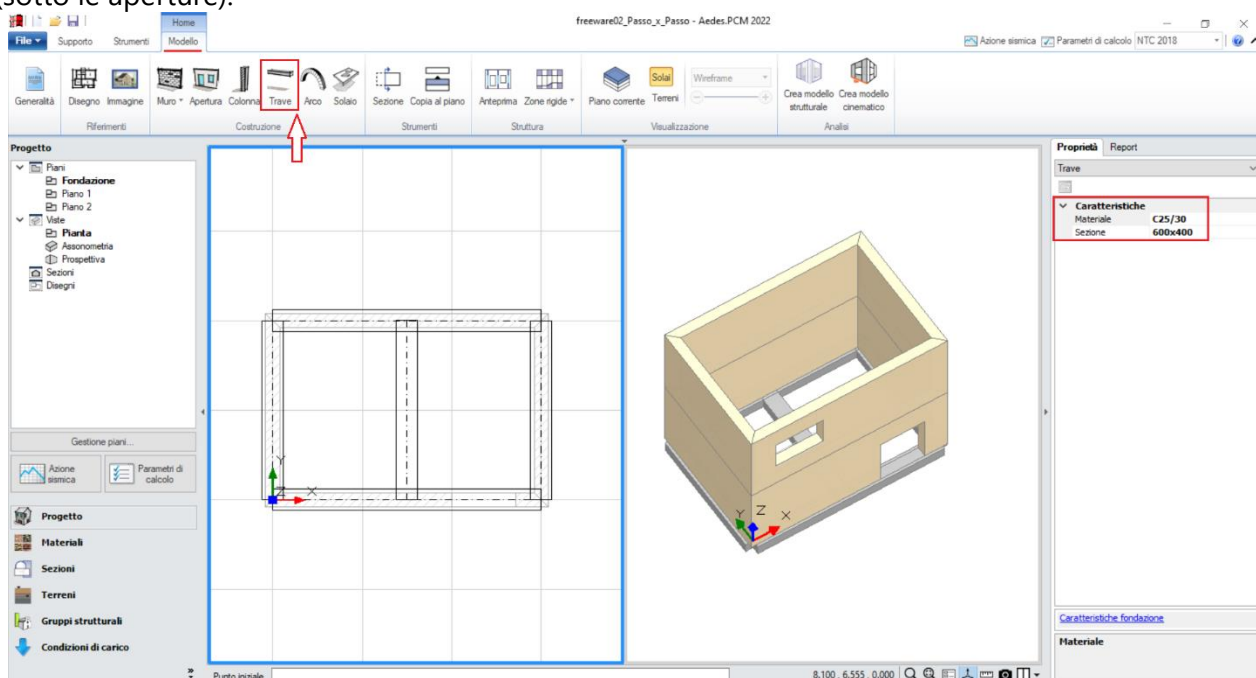 (sotto le aperture).
freeware02_Passo_x_Passo - Aedes.PCM 2022
Home
File Supporto Strumenti Modello
Azione sismica Parametri di calcolo NTC 2018
Generalità Disegno Immagine Muro Apertura Colonna Trave Arco Solaio Sezione Copia al piano Anteprima Zone rigide Piano corrente Solai Terreni Wireframe Crea modello strutturale Crea modello cinematico
Riferimenti Costruzione Strumenti Struttura Visualizzazione Analisi
Progetto
Piani
Fondazione
Piano 1
Piano 2
Viste
Pianta
Assonometria
Prospettiva
Sezioni
Disegni
Gestione piani...
Azione sismica
Parametri di calcolo
Progetto
Materiali
Sezioni
Terreni
Gruppi strutturali
Condizioni di carico
Y
Z X
Y Z X
Proprietà Report
Trave
Caratteristiche
Materiale C25/30
Sezione 600x400
Caratteristiche fondazione
Materiale
Punto iniziale
8.100 , 6.555 , 0.000